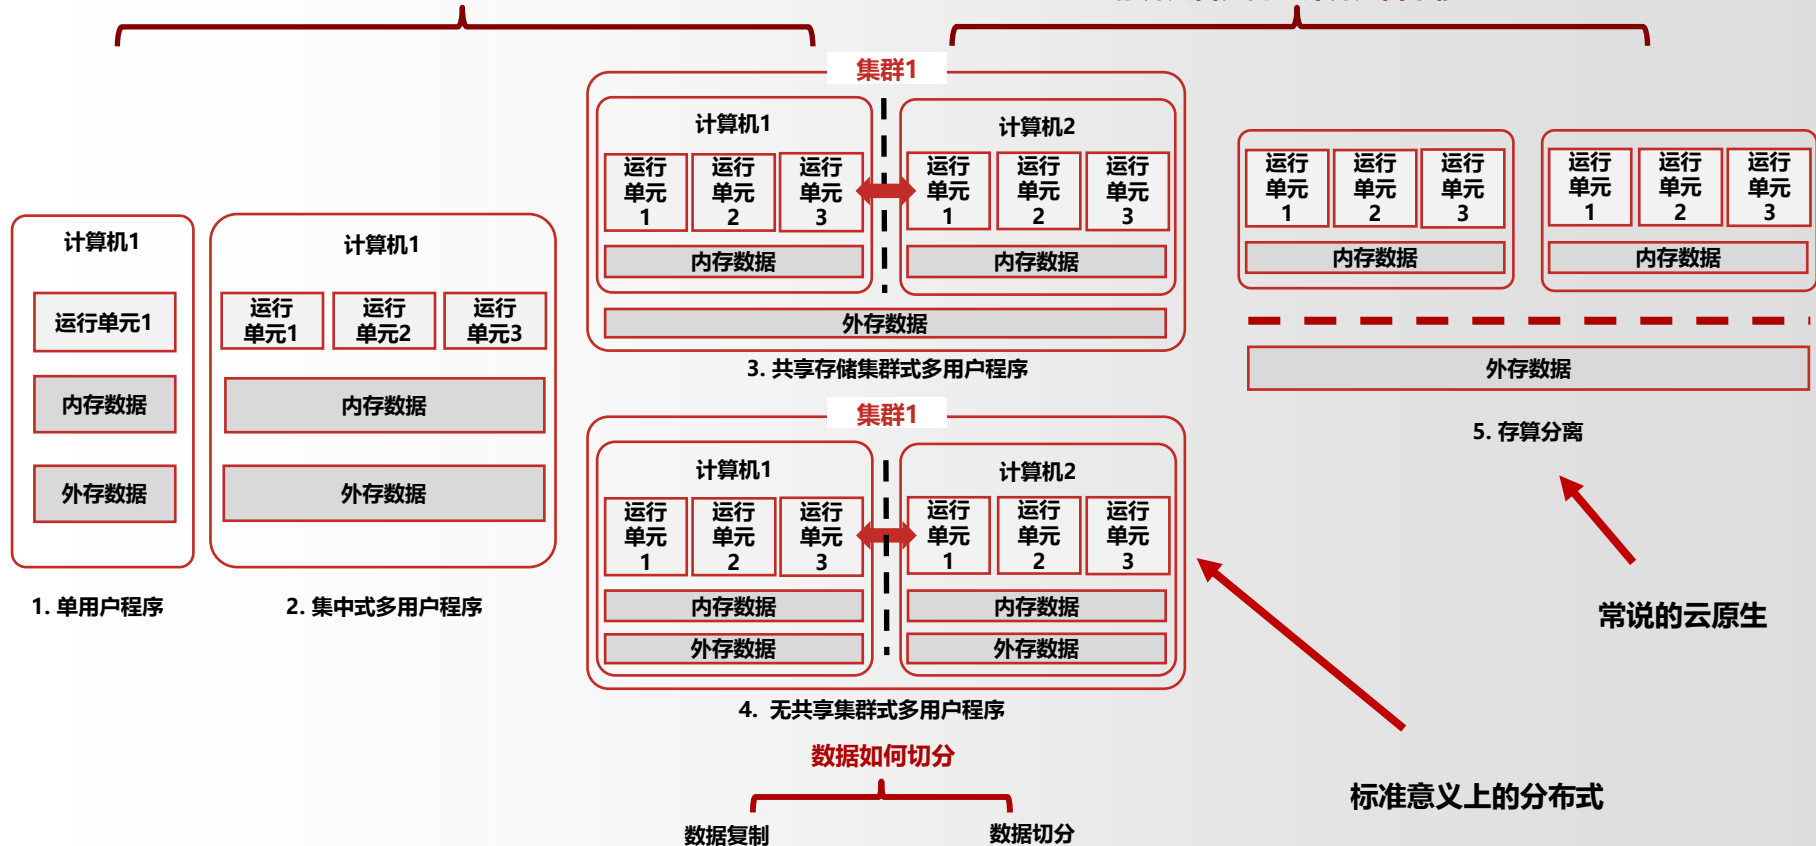 集群1
计算机1
计算机2
运行
单元
1
运行
单元
2
运行
单元
3
运行
单元
1
运行
单元
2
运行
单元
3
内存数据
内存数据
外存数据
3. 共享存储集群式多用户程序
运行
单元
1
运行
单元
2
运行
单元
3
运行
单元
1
运行
单元
2
运行
单元
3
内存数据
内存数据
外存数据
5. 存算分离
计算机1
运行单元1
内存数据
外存数据
1. 单用户程序
计算机1
运行
单元1
运行
单元2
运行
单元3
内存数据
外存数据
2. 集中式多用户程序
集群1
计算机1
计算机2
运行
单元
1
运行
单元
2
运行
单元
3
运行
单元
1
运行
单元
2
运行
单元
3
内存数据
内存数据
外存数据
外存数据
4. 无共享集群式多用户程序
常说的云原生
标准意义上的分布式
数据如何切分
数据复制
数据切分